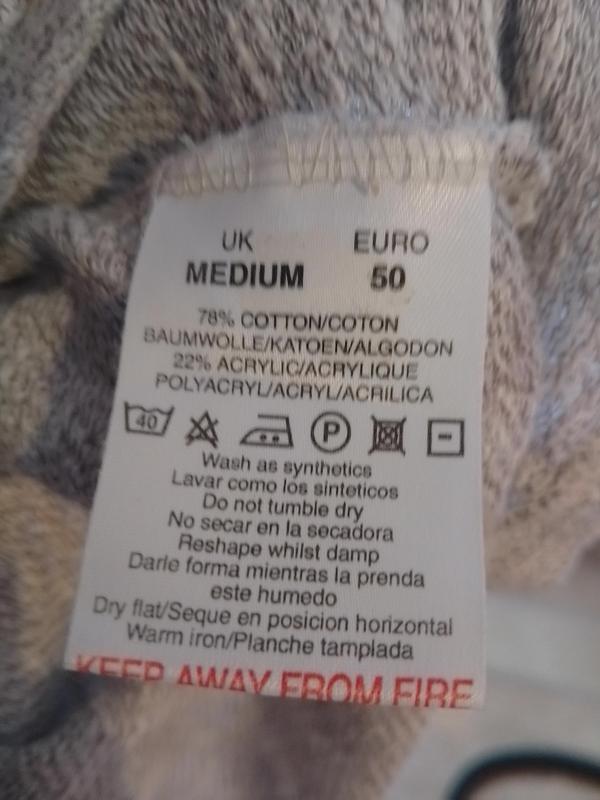 UK EURO
MEDIUM 50
78% COTTON/COTON
BAUMWOLLE/KATOEN/ALGODON
22% ACRYLIC/ACRYLIQUE
POLYACRYL/ACRYL/ACRILICA
40 P
Wash as synthetics
Lavar como los sinteticos
Do not tumble dry
No secar en la secadora
Reshape whilst damp
Darle forma mientras la prenda
este humedo
Dry flat/Seque en posicion horizontal
Warm iron/Planche tamplada
KEEP AWAY FROM FIRE